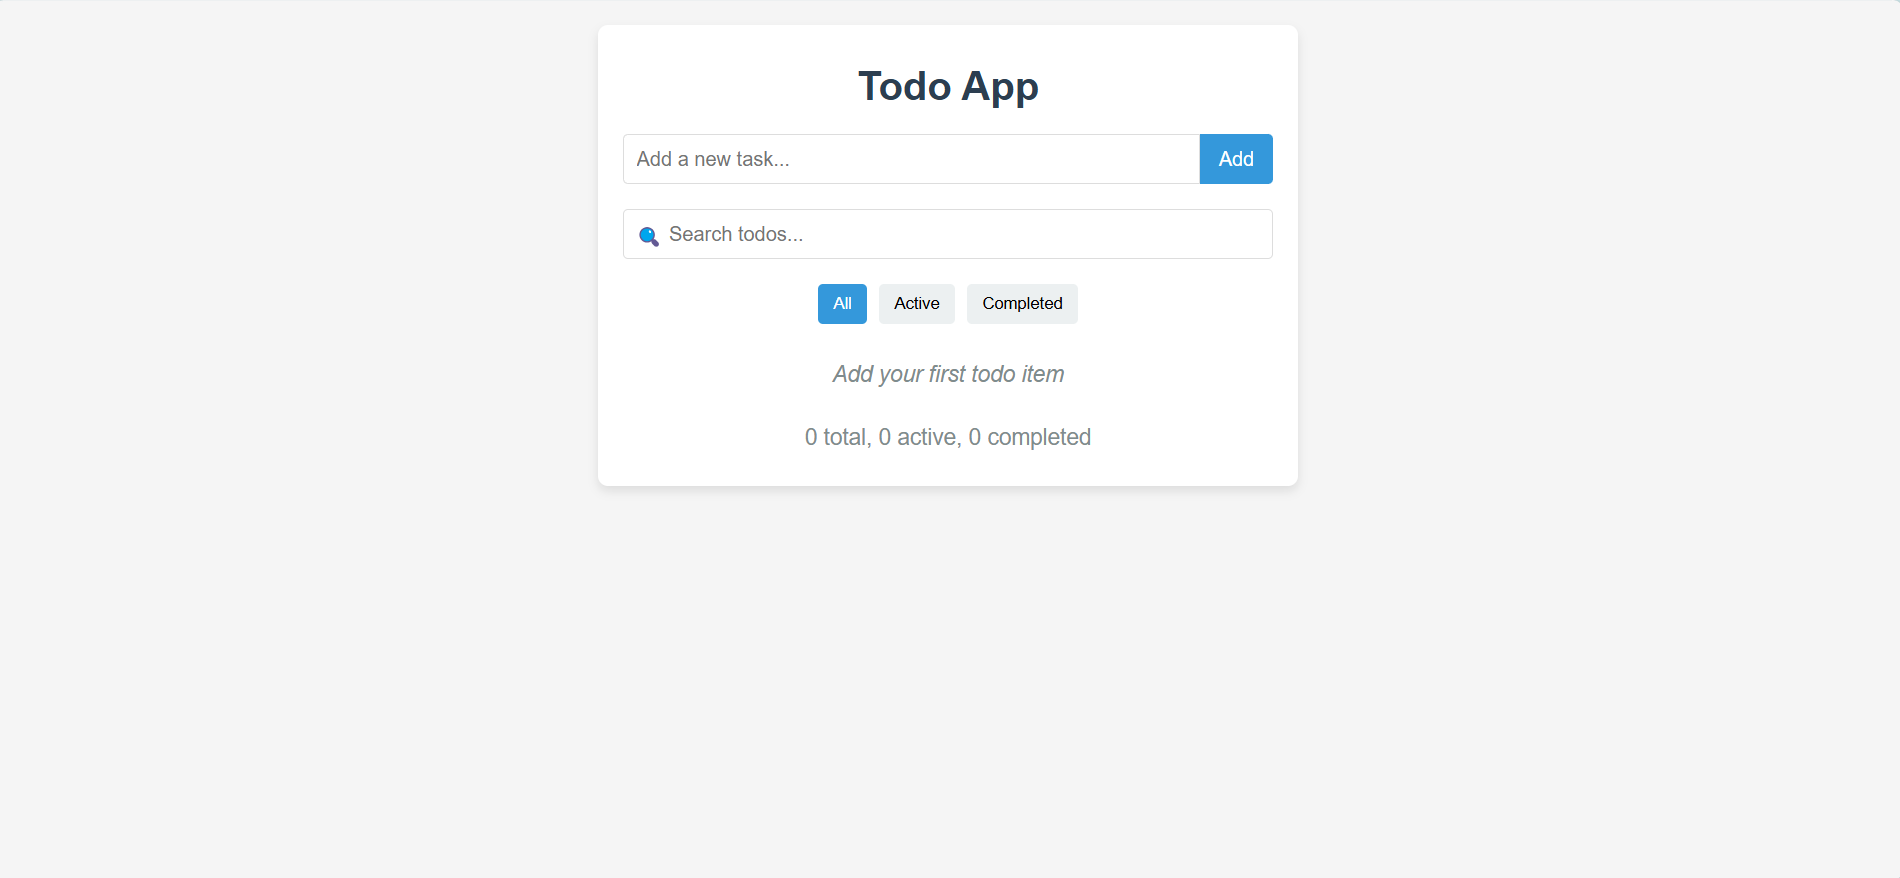 Todo App
Add a new task...
Add
🔍 Search todos...
All Active Completed
Add your first todo item
0 total, 0 active, 0 completed